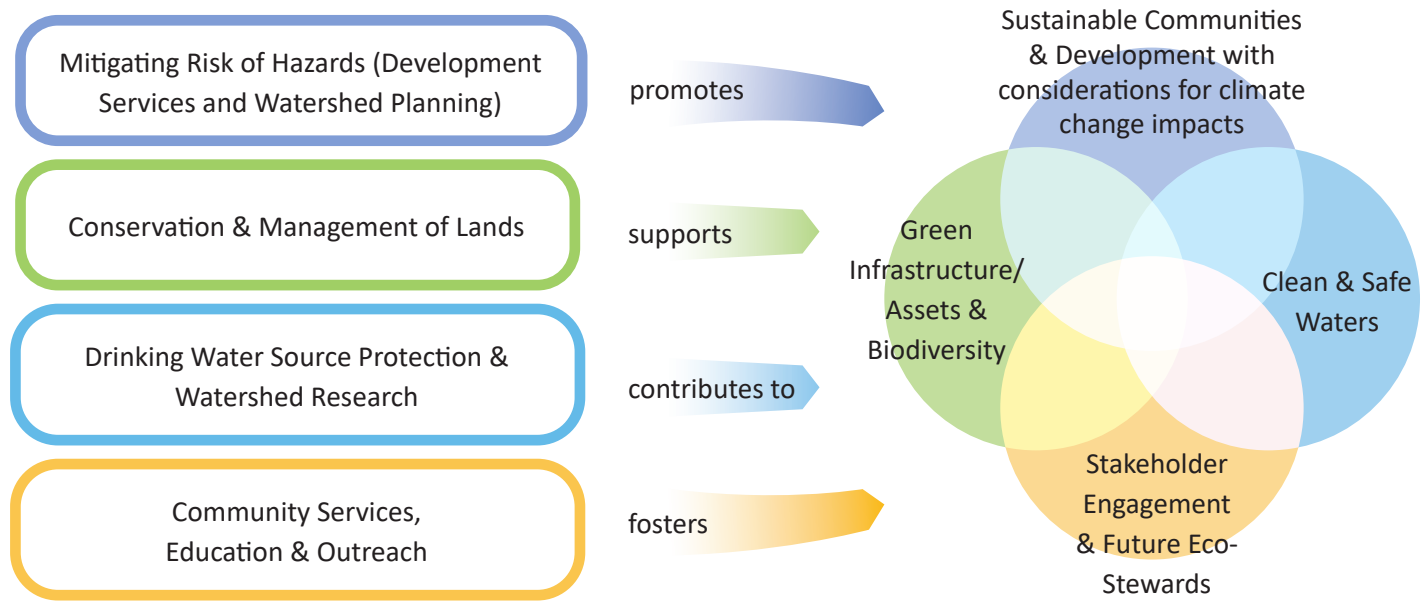 Mitigating Risk of Hazards (Development
Services and Watershed Planning)
promotes
Sustainable Communities
& Development with
considerations for climate
change impacts
Conservation & Management of Lands
supports
Green
Infrastructure/
Assets &
Biodiversity
Drinking Water Source Protection &
Watershed Research
contributes to
Clean & Safe
Waters
Community Services,
Education & Outreach
fosters
Stakeholder
Engagement
& Future Eco-
Stewards